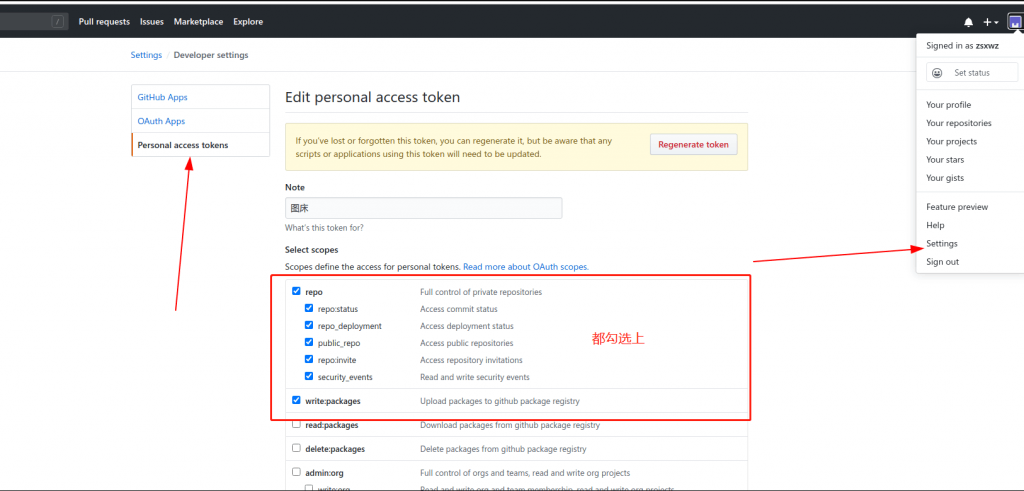 /
Pull requests Issues Marketplace Explore
Signed in as zsxwz
Set status
Your profile
Your repositories
Your projects
Your stars
Your gists
Feature preview
Help
Settings
Sign out
Settings / Developer settings
GitHub Apps
OAuth Apps
Personal access tokens
Edit personal access token
If you've lost or forgotten this token, you can regenerate it, but be aware that any
scripts or applications using this token will need to be updated.
Regenerate token
Note
图床
What's this token for?
Select scopes
Scopes define the access for personal tokens. Read more about OAuth scopes.
repo Full control of private repositories
repo:status Access commit status
repo_deployment Access deployment status
public_repo Access public repositories
repo:invite Access repository invitations
security_events Read and write security events
都勾选上
write:packages Upload packages to github package registry
read:packages Download packages from github package registry
delete:packages Delete packages from github package registry
admin:org Full control of orgs and teams, read and write org projects
write:org Read and write org and team membership, read and write org projects